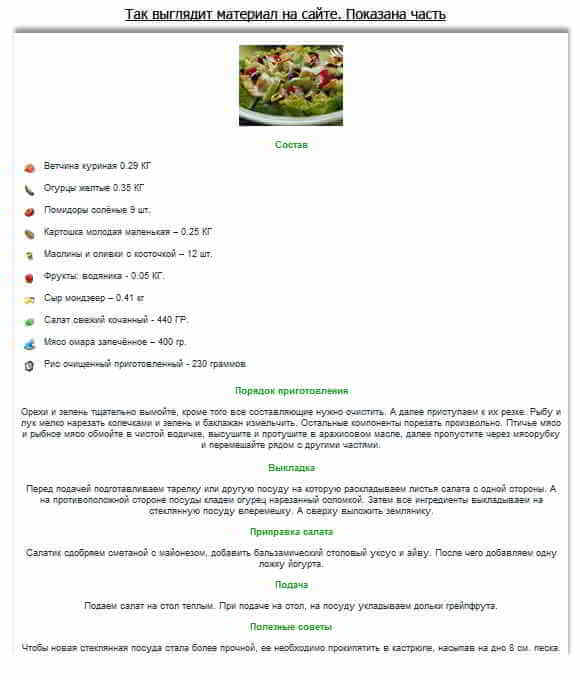 Так выглядит материал на сайте. Показана часть
Состав
Ветчина куриная 0.29 КГ
Огурцы желтые 0.35 КГ
Помидоры солёные 9 шт.
Картошка молодая маленькая – 0.25 КГ
Маслины и оливки с косточкой – 12 шт.
Фрукты: водяника - 0.05 КГ.
Сыр мондзеер – 0.41 кг
Салат свежий кочанный - 440 ГР.
Мясо омара запечённое – 400 гр.
Рис очищенный приготовленный - 230 граммов
Порядок приготовления
Орехи и зелень тщательно вымойте, кроме того все составляющие нужно очистить. А далее приступаем к их резке. Рыбу и
лук мелко нарезать колечками и зелень и баклажан измельчить. Остальные компоненты порезать произвольно. Птичье мясо
и рыбное мясо обмойте в чистой водичке, высушите и протушите в арахисовом масле, далее пропустите через мясорубку
и перемешайте рядом с другими частями.
Выкладка
Перед подачей подготавливаем тарелку или другую посуду на которую раскладываем листья салата с одной стороны. А
на противоположной стороне посуды кладем огурец нарезанный соломкой. Затем все ингредиенты выкладываем на
стеклянную посуду вперемешку. А сверху выложить землянику.
Приправка салата
Салатик сдобряем сметаной с майонезом, добавить бальзамический столовый уксус и айву. После чего добавляем одну
ложку йогурта.
Подача
Подаем салат на стол теплым. При подаче на стол, на посуду укладываем дольки грейпфрута.
Полезные советы
Чтобы новая стеклянная посуда стала более прочной, ее необходимо прокипятить в кастрюле, насыпав на дно 6 см. песка.